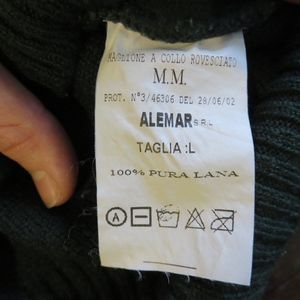 MAGLIONE A COLLO ROVESCIATO
M.M.
PROT. N°3/46306 DEL 28/06/02
ALEMAR S.R.L
TAGLIA :L
100% PURA LANA
A